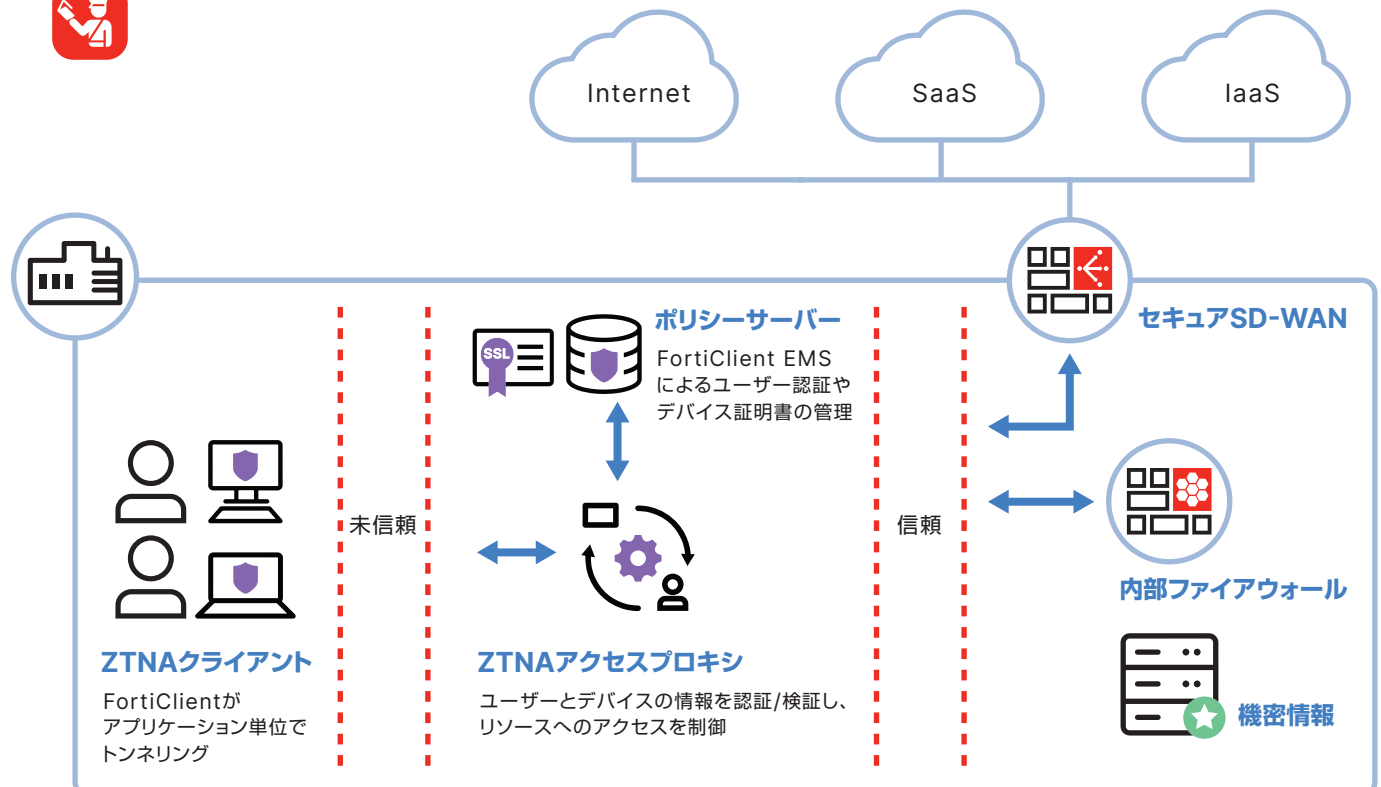 Internet
SaaS
IaaS
セキュアSD-WAN
ポリシーサーバー
SSL
FortiClient EMS
によるユーザー認証や
デバイス証明書の管理
未信頼
信頼
内部ファイアウォール
ZTNAクライアント
FortiClientが
アプリケーション単位で
トンネリング
ZTNAアクセスプロキシ
ユーザーとデバイスの情報を認証/検証し、
リソースへのアクセスを制御
機密情報